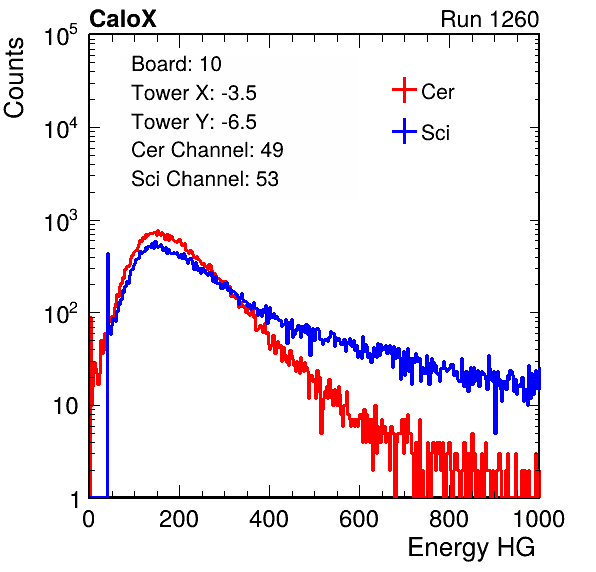 CaloX Run 1260
Counts
Board: 10
Tower X: -3.5
Tower Y: -6.5
Cer Channel: 49
Sci Channel: 53
Cer
Sci
10^5
10^4
10^3
10^2
10
1
0 200 400 600 800 1000
Energy HG